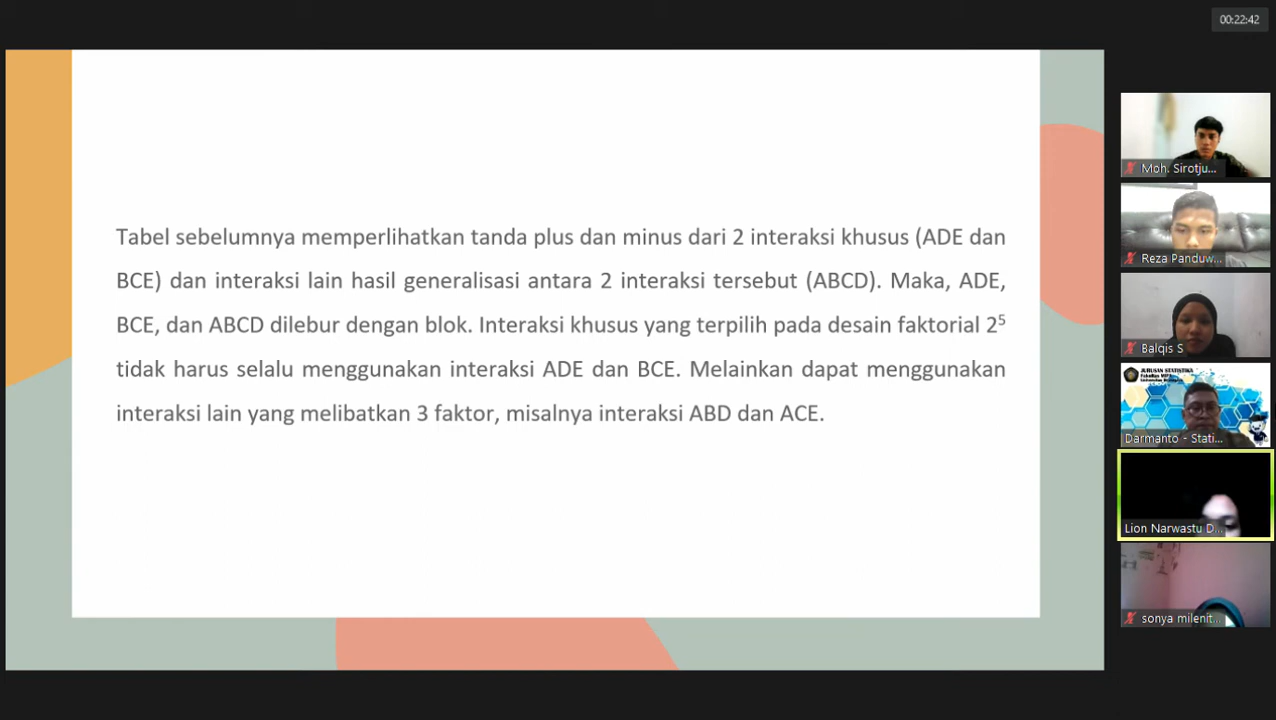 00:22:42
Tabel sebelumnya memperlihatkan tanda plus dan minus dari 2 interaksi khusus (ADE dan
BCE) dan interaksi lain hasil generalisasi antara 2 interaksi tersebut (ABCD). Maka, ADE,
BCE, dan ABCD dilebur dengan blok. Interaksi khusus yang terpilih pada desain faktorial 2⁵
tidak harus selalu menggunakan interaksi ADE dan BCE. Melainkan dapat menggunakan
interaksi lain yang melibatkan 3 faktor, misalnya interaksi ABD dan ACE.
Moh. Sirotju...
Reza Panduw...
Balqis S
JURUSAN STATISTIKA
Darmanto - Stati...
Lion Narwastu D...
sonya milenit...